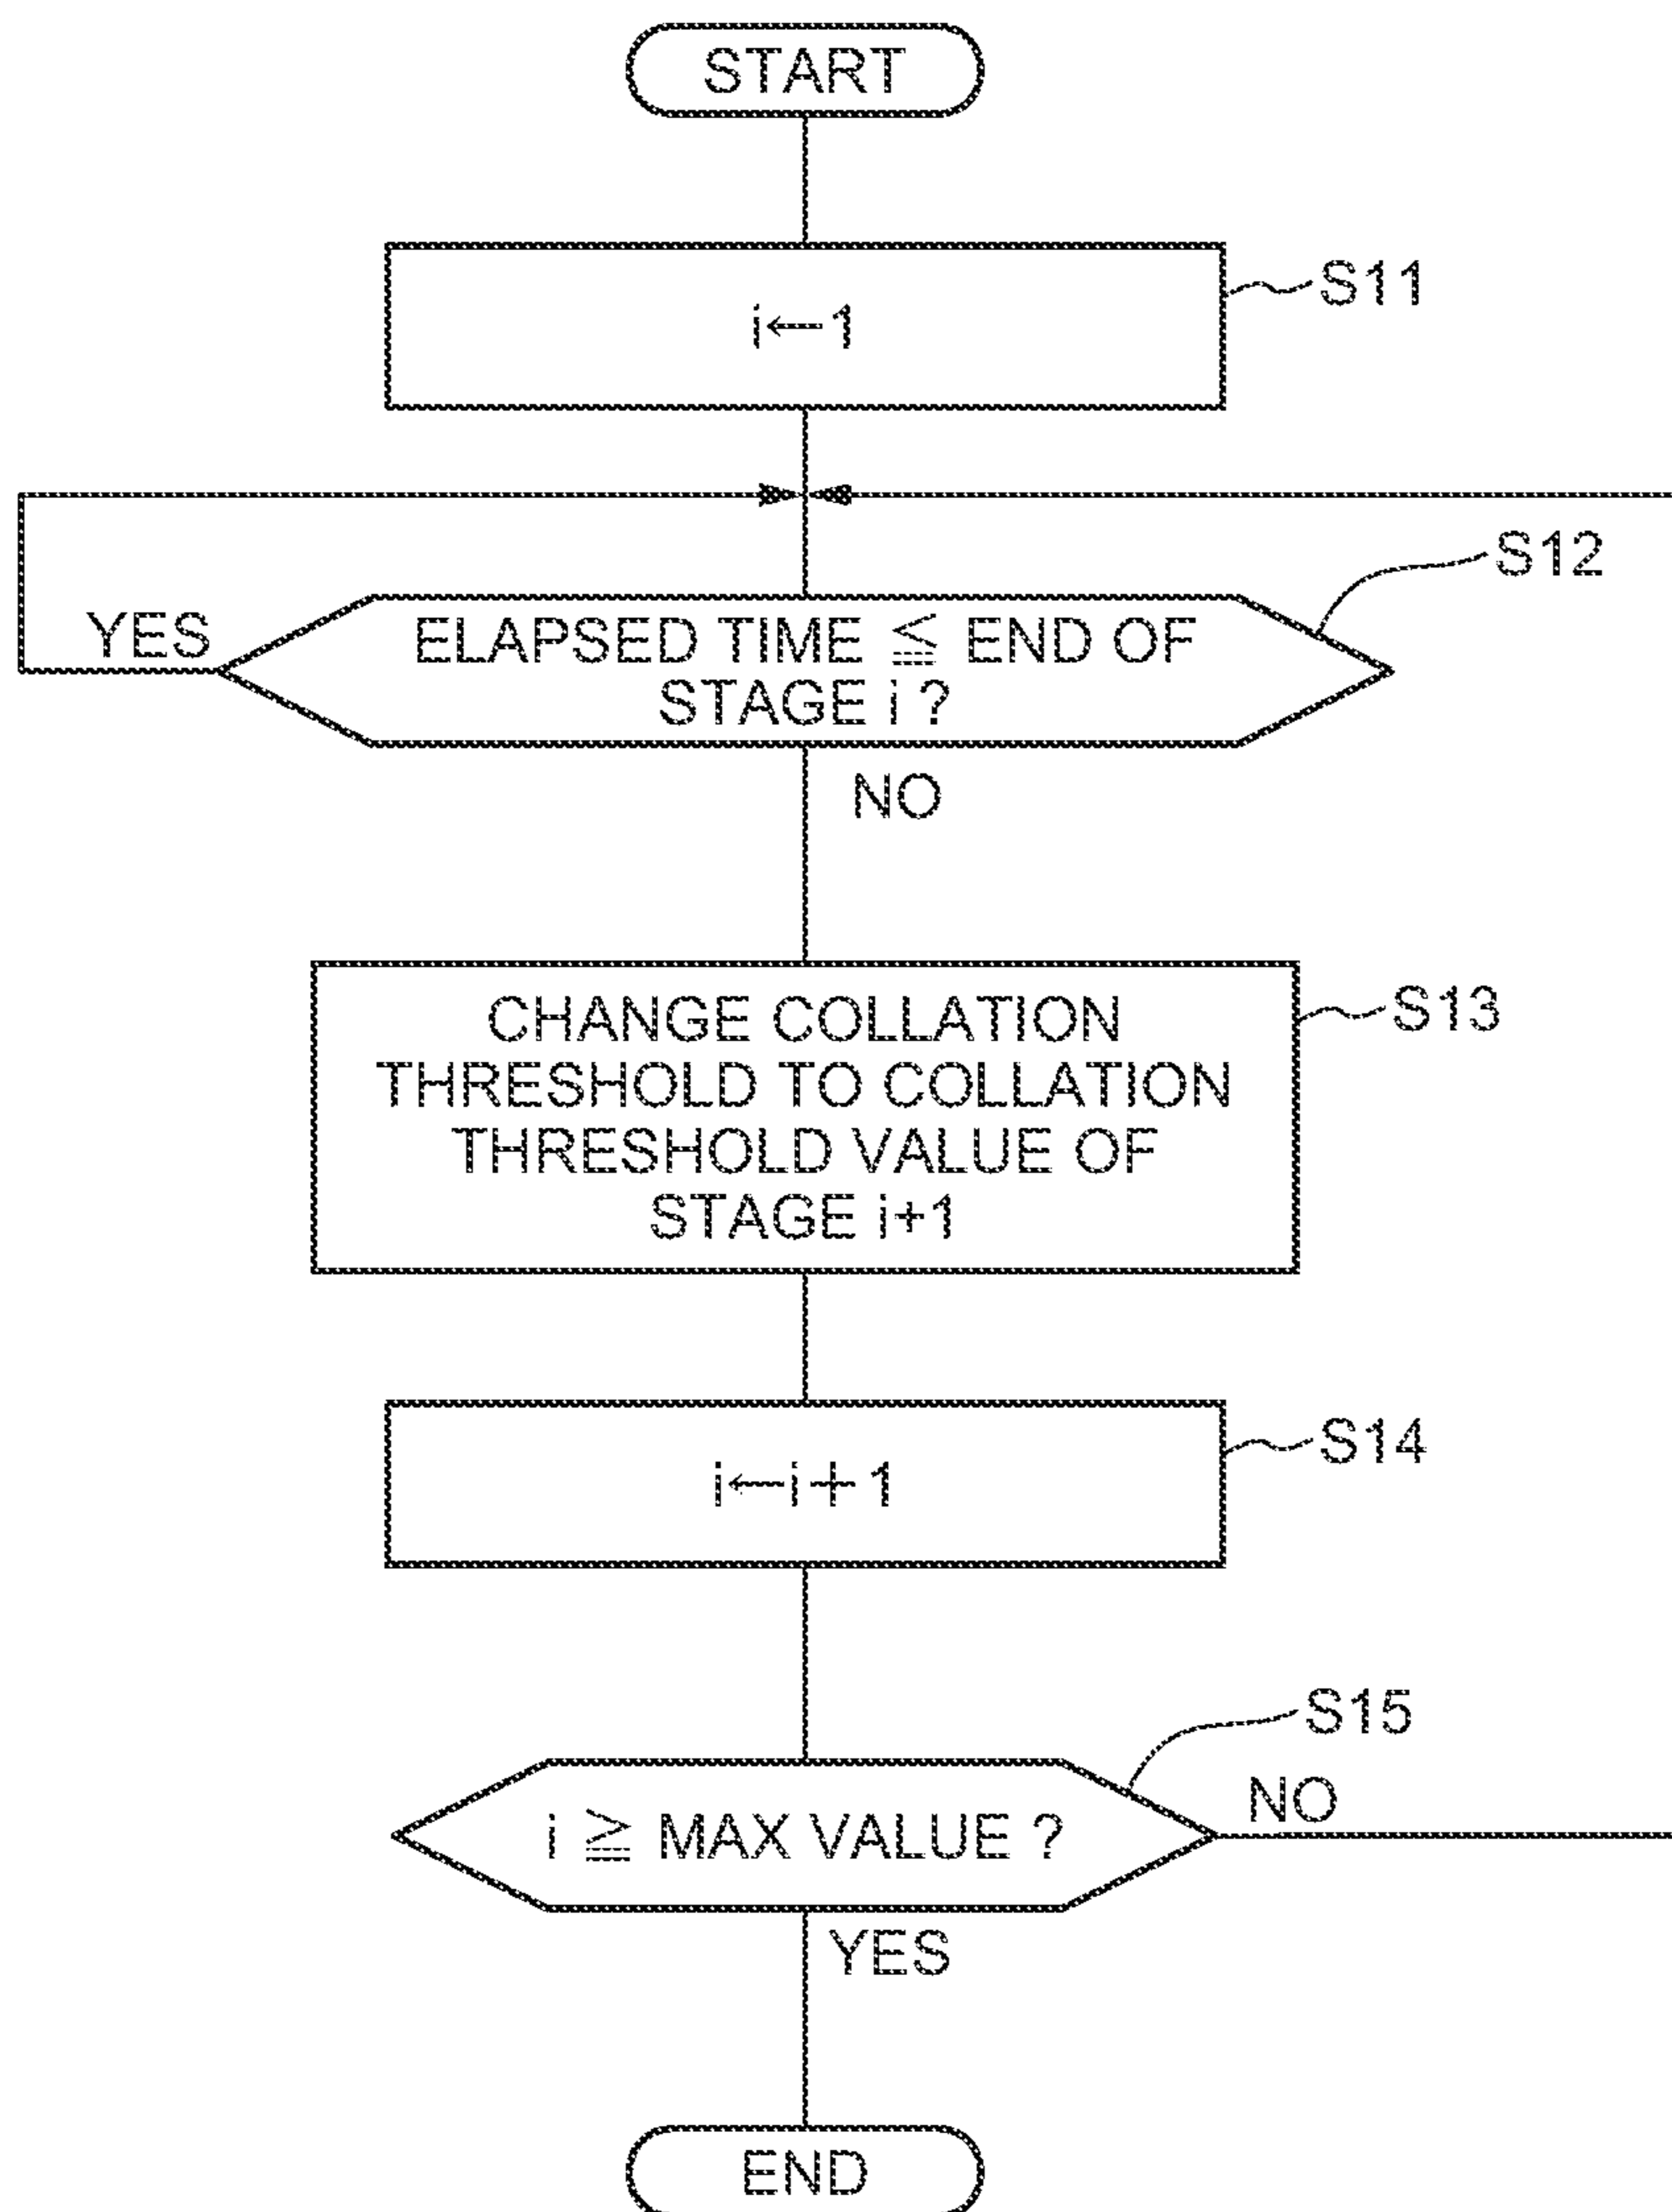 START
i←1
S11
S12
YES
ELAPSED TIME ≦ END OF
STAGE i ?
NO
CHANGE COLLATION
THRESHOLD TO COLLATION
THRESHOLD VALUE OF
STAGE i+1
S13
i←i+1
S14
S15
i ≧ MAX VALUE ?
NO
YES
END